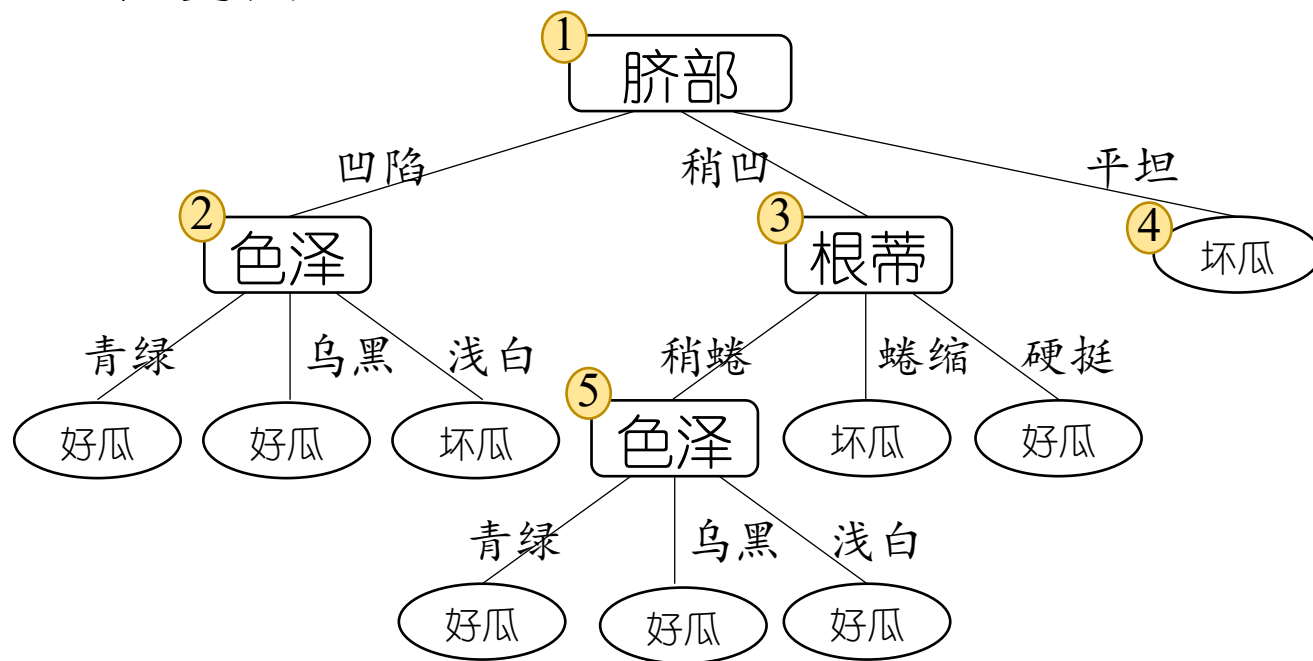 1
脐部
凹陷 稍凹 平坦
2 3 4
色泽 根蒂 坏瓜
青绿 乌黑 浅白 稍蜷 蜷缩 硬挺
5
好瓜 好瓜 坏瓜 色泽 坏瓜 好瓜
青绿 乌黑 浅白
好瓜 好瓜 好瓜